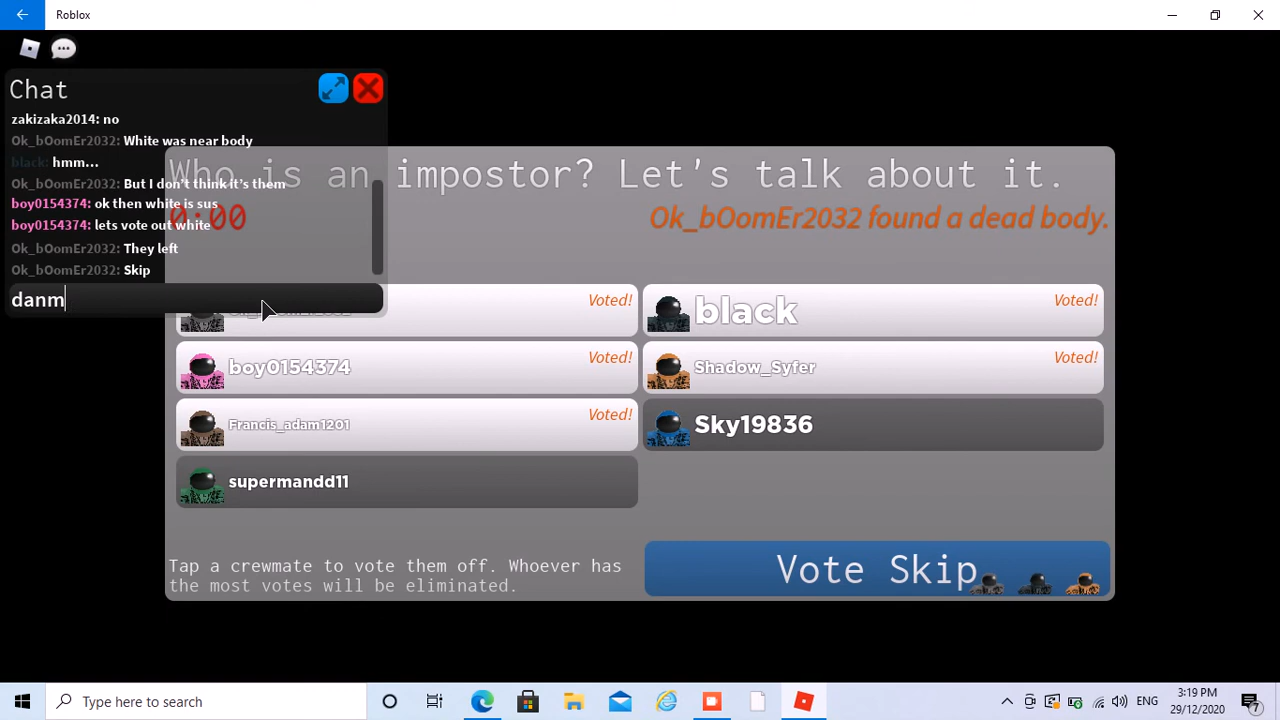 Roblox
Chat
zakizaka2014: no
Ok_bOomEr2032: White was near body
black: hmm...
Ok_bOomEr2032: But I don't think it's them
boy0154374: ok then white is sus
boy0154374: lets vote out white
Ok_bOomEr2032: They left
Ok_bOomEr2032: Skip
danm
Who is an impostor? Let's talk about it.
0:00
Ok_bOomEr2032 found a dead body.
Voted!
black Voted!
boy0154374 Voted!
Shadow_Syfer Voted!
Francis_adam1201 Voted!
Sky19836
supermandd11
Tap a crewmate to vote them off. Whoever has
the most votes will be eliminated.
Vote Skip
Type here to search
ENG
3:19 PM
29/12/2020
7